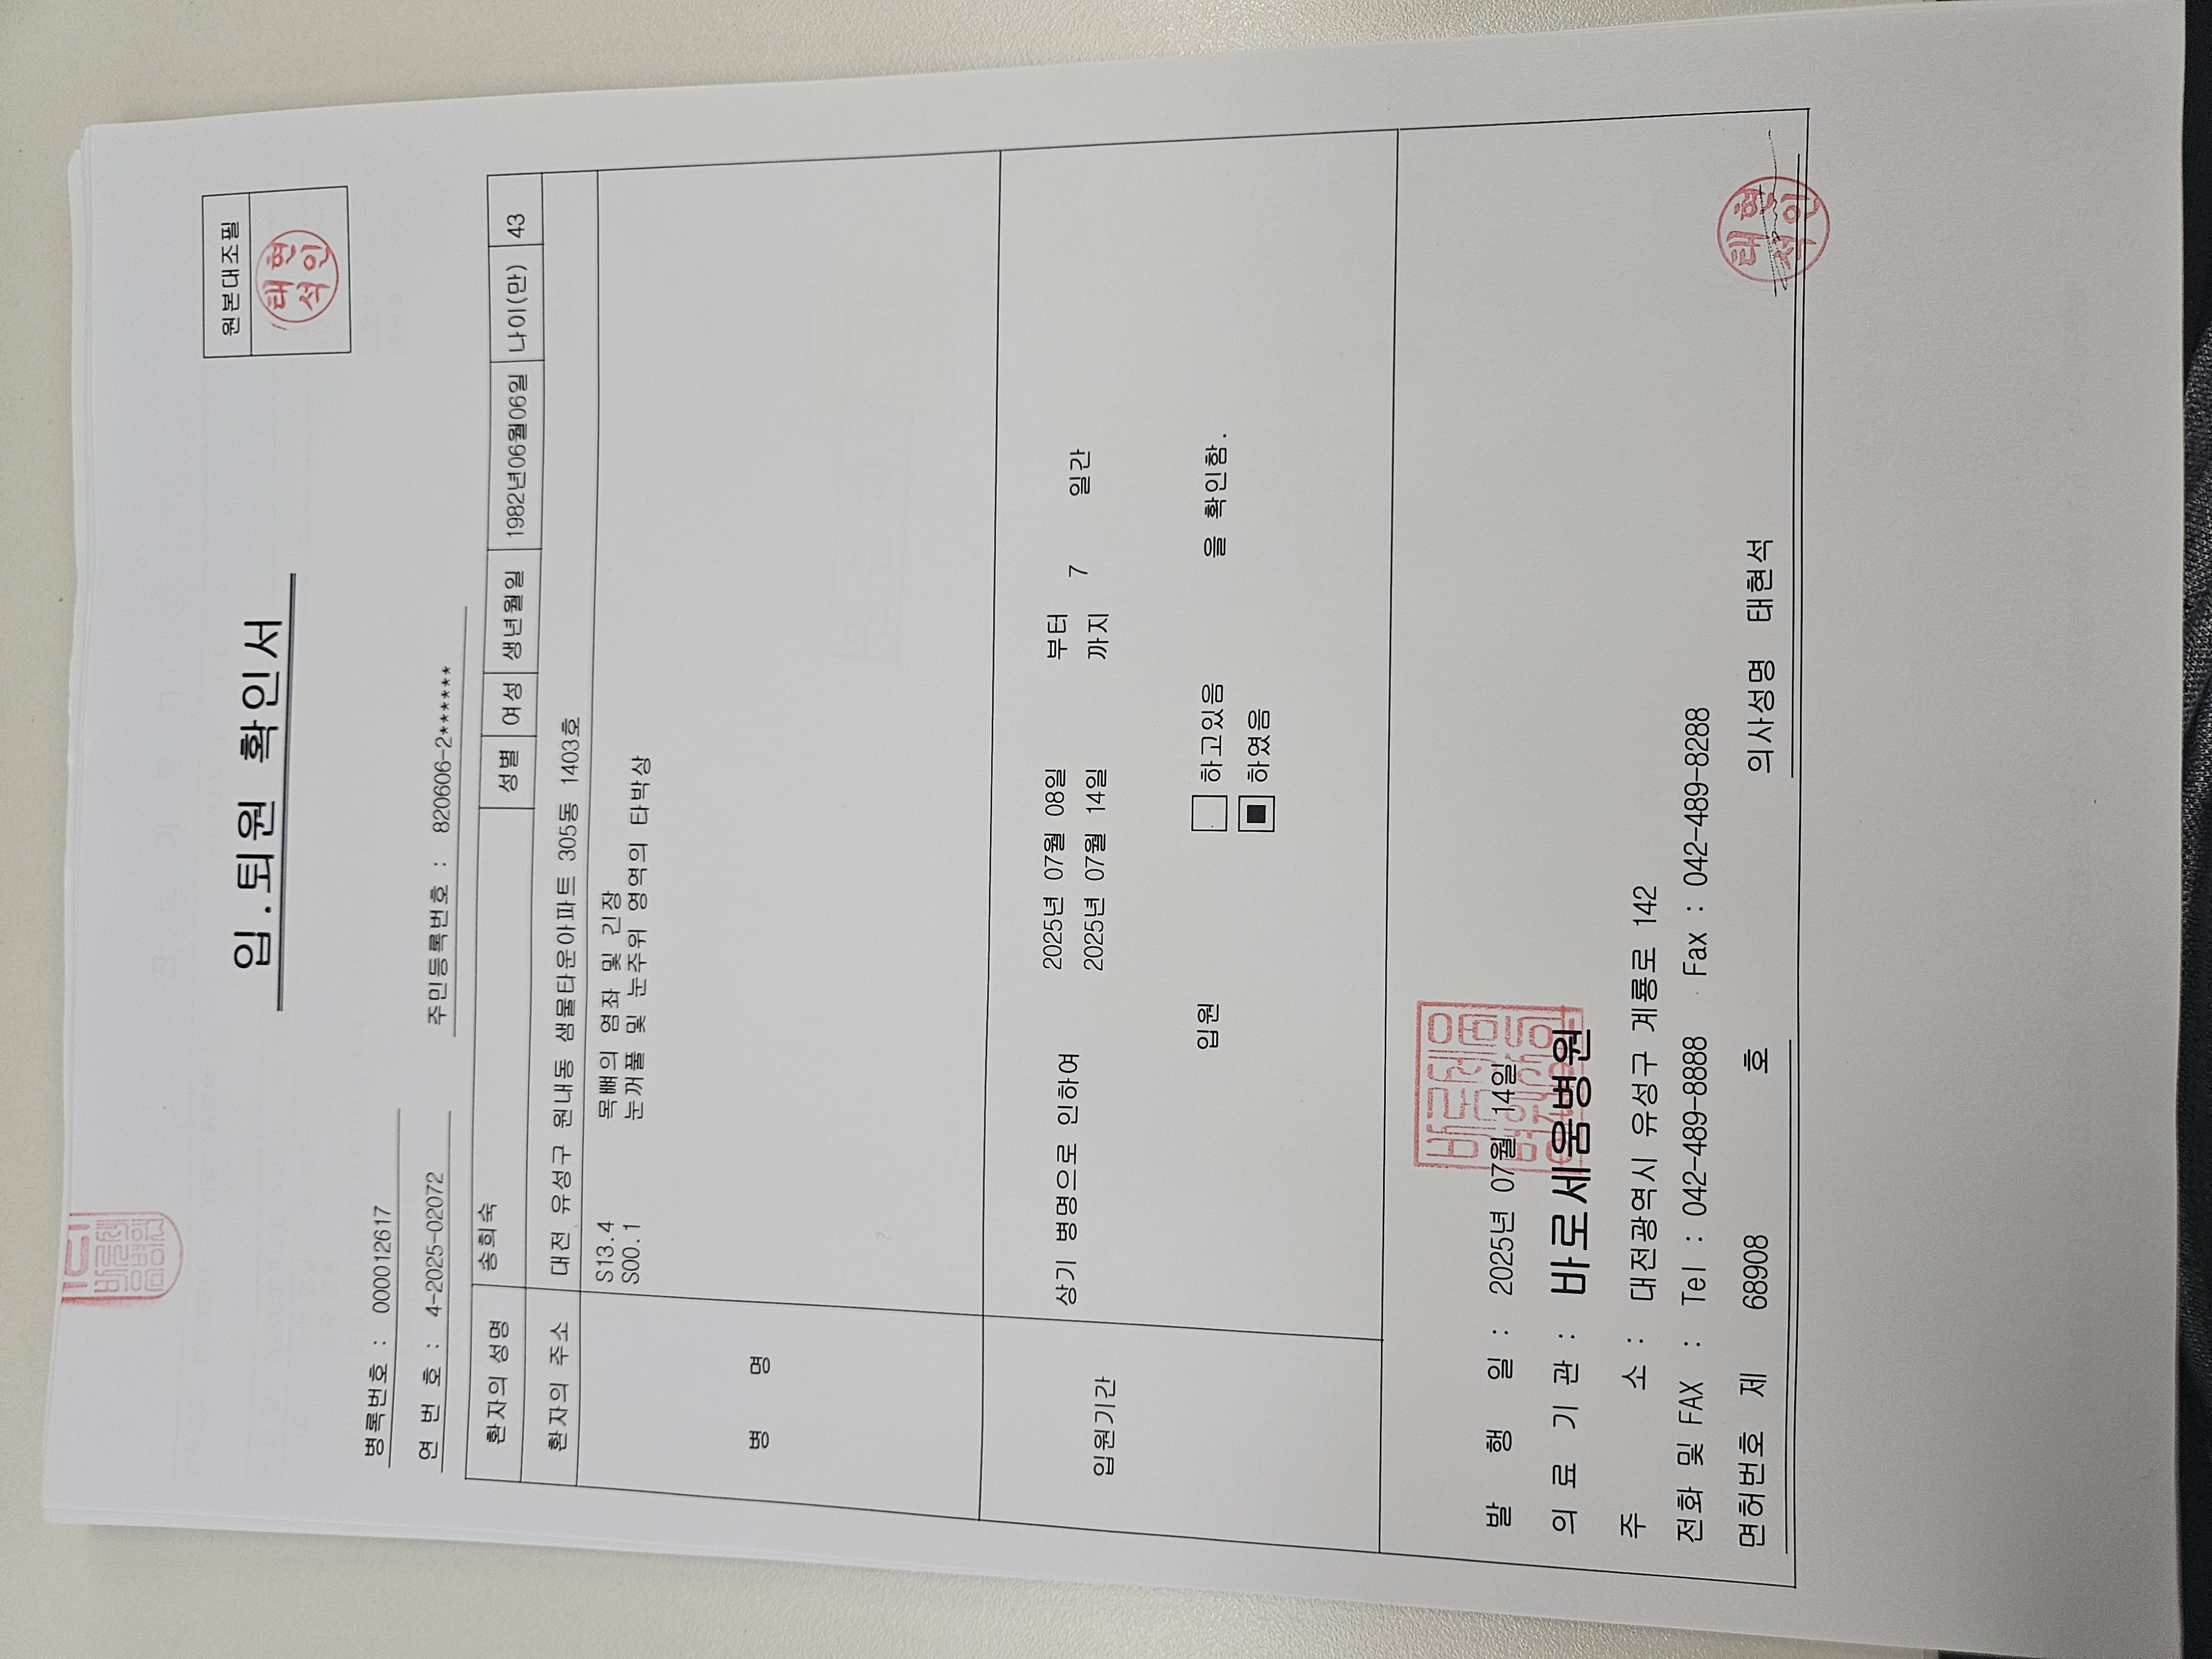 입.퇴원 확인서
원본대조필
태현
석인
병록번호 : 000012617
연 번 호 : 4-2025-02072
주민등록번호 : 820606-2******
환자의 성명 송희숙 성별 여성 생년월일 1982년06월06일 나이(만) 43
환자의 주소 대전 유성구 원내동 샘물타운아파트 305동 1403호
병 명
S13.4 목뼈의 염좌 및 긴장
S00.1 눈꺼풀 및 눈주위 영역의 타박상
입원기간
상기 병명으로 인하여 2025년 07월 08일 부터
2025년 07월 14일 까지 7 일간
입원 하고있음 을 확인함.
하였음
발 행 일 : 2025년 07월 14일
의 료 기 관 : 바로세움병원
주 소 : 대전광역시 유성구 계룡로 142
전화 및 FAX : Tel : 042-489-8888 Fax : 042-489-8288
면허번호 제 68908 호 의사성명 태현석
태현
석인